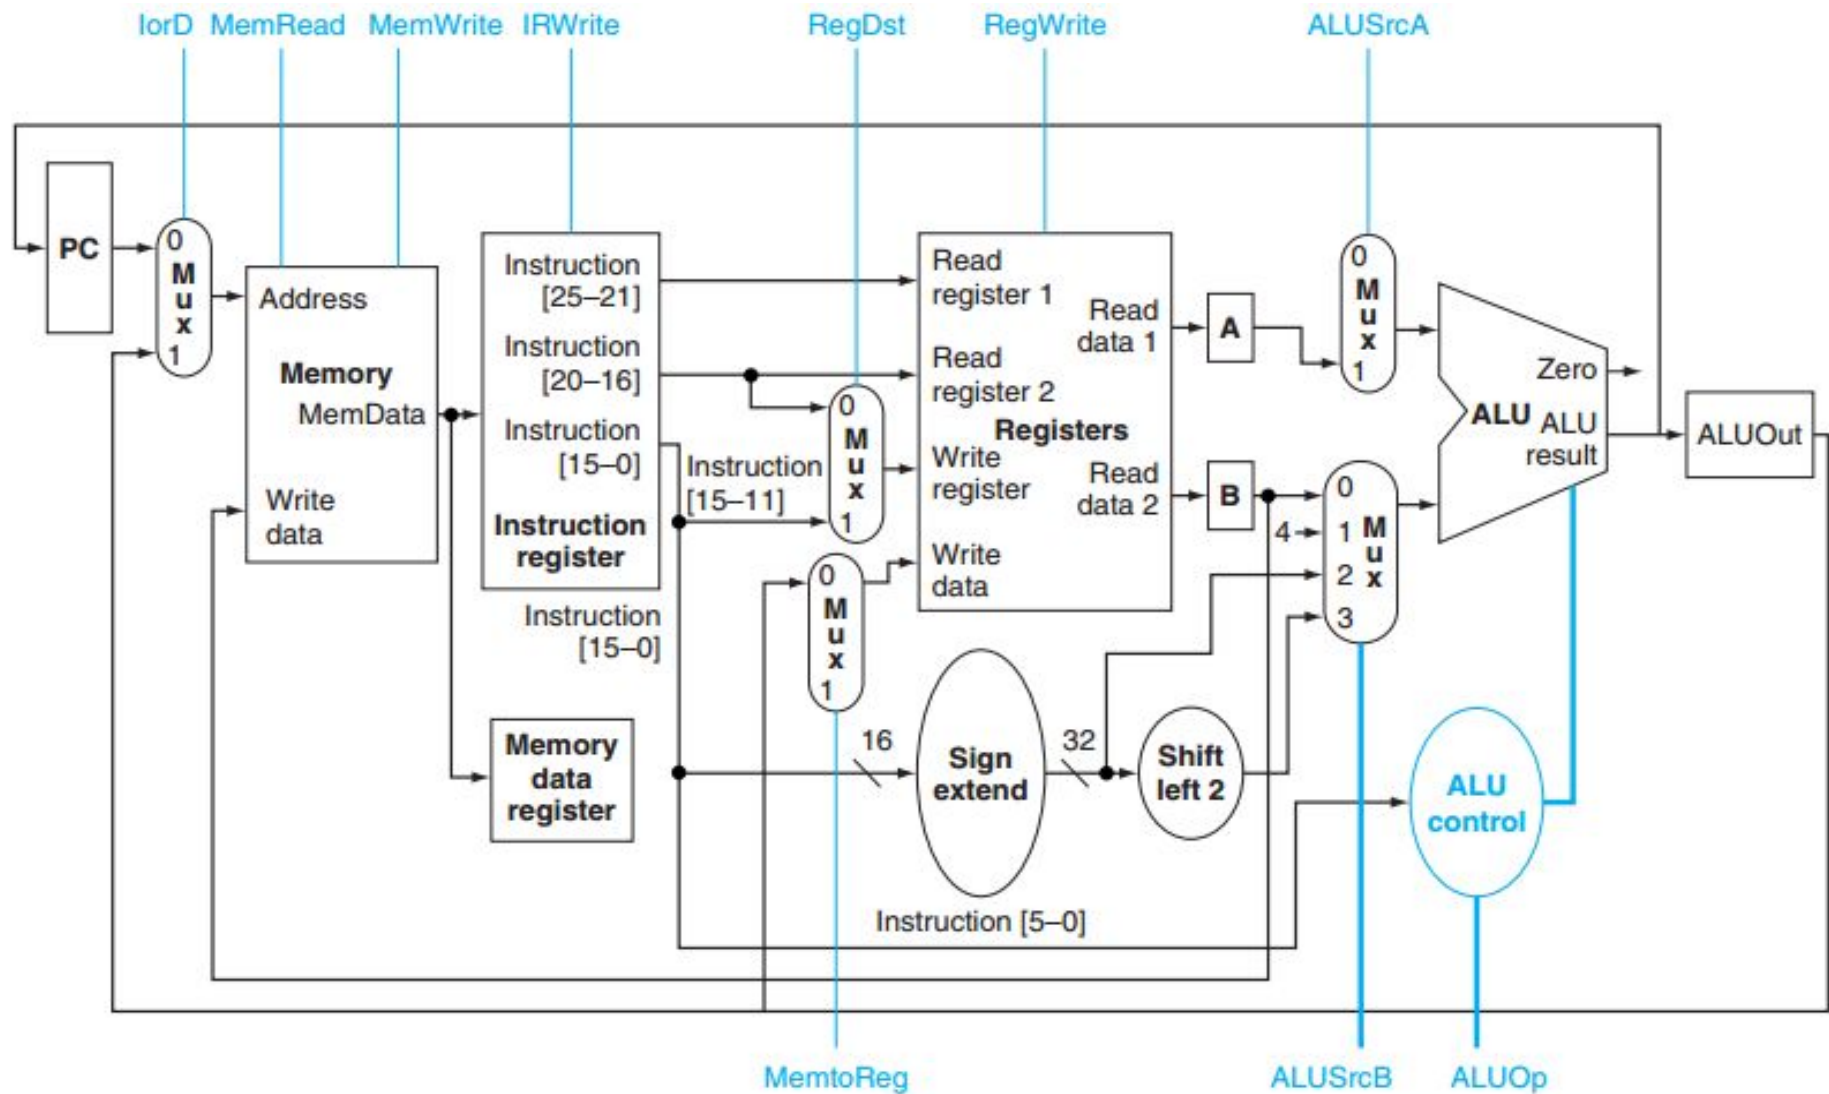 IorD MemRead MemWrite IRWrite RegDst RegWrite ALUSrcA
PC
0
M
u
x
1
Address
Memory
MemData
Write
data
Instruction
[25–21]
Instruction
[20–16]
Instruction
[15–0]
Instruction
register
Instruction
[15–0]
Memory
data
register
Instruction
[15–11]
0
M
u
x
1
0
M
u
x
1
Read
register 1
Read
register 2
Registers
Write
register
Write
data
Read
data 1
Read
data 2
A
B
4
0
M
u
x
1
0
1 M
u
2 x
3
Zero
ALU
ALU
result
ALUOut
16
Sign
extend
32
Shift
left 2
ALU
control
Instruction [5–0]
MemtoReg ALUSrcB ALUOp